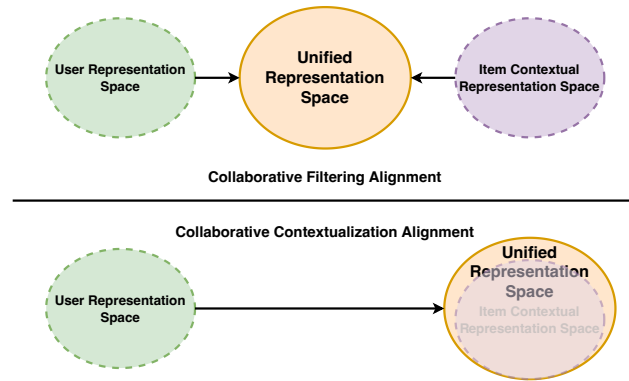 User Representation
Space
Unified
Representation
Space
Item Contextual
Representation Space
Collaborative Filtering Alignment
Collaborative Contextualization Alignment
User Representation
Space
Unified
Representation
Space
Item Contextual
Representation Space